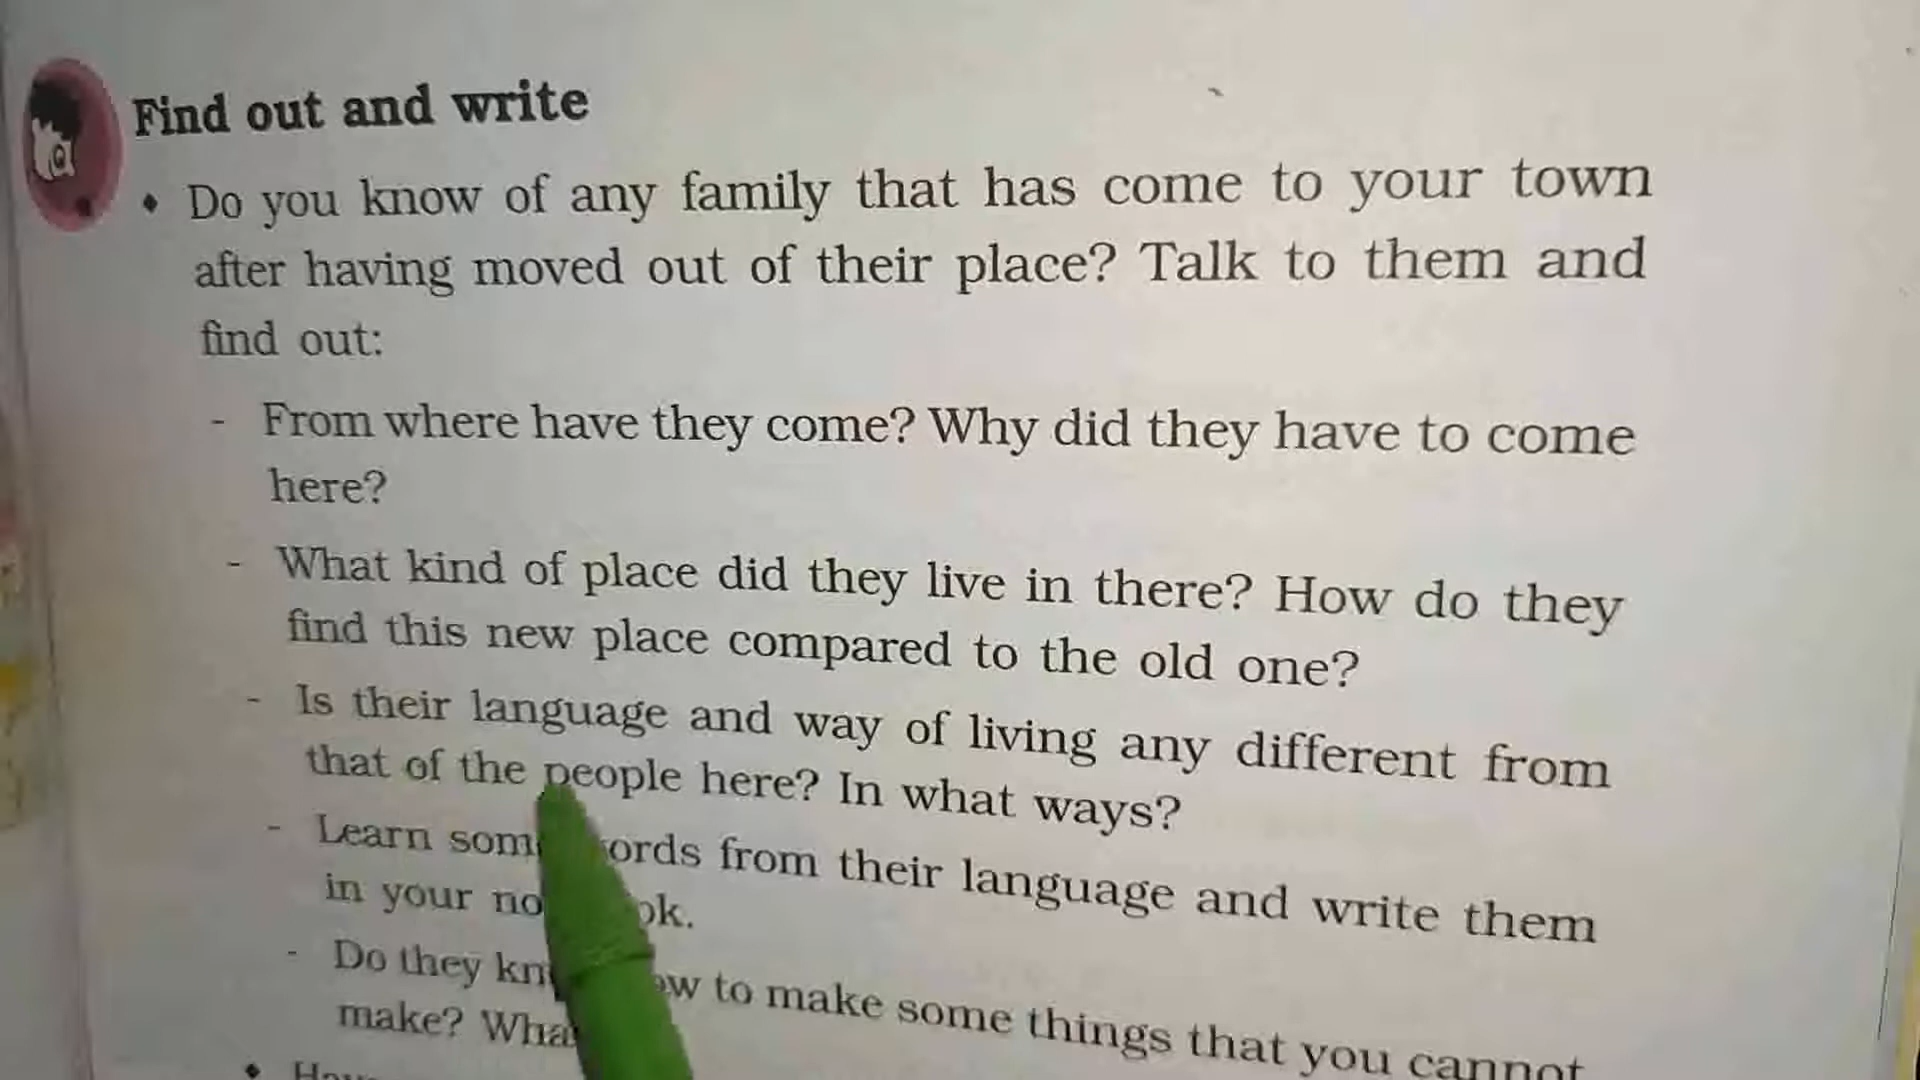 Find out and write
• Do you know of any family that has come to your town
after having moved out of their place? Talk to them and
find out:
- From where have they come? Why did they have to come
here?
- What kind of place did they live in there? How do they
find this new place compared to the old one?
- Is their language and way of living any different from
that of the people here? In what ways?
- Learn ords from their language and write them
in your
- Do they to make some things that you cannot
make?
•